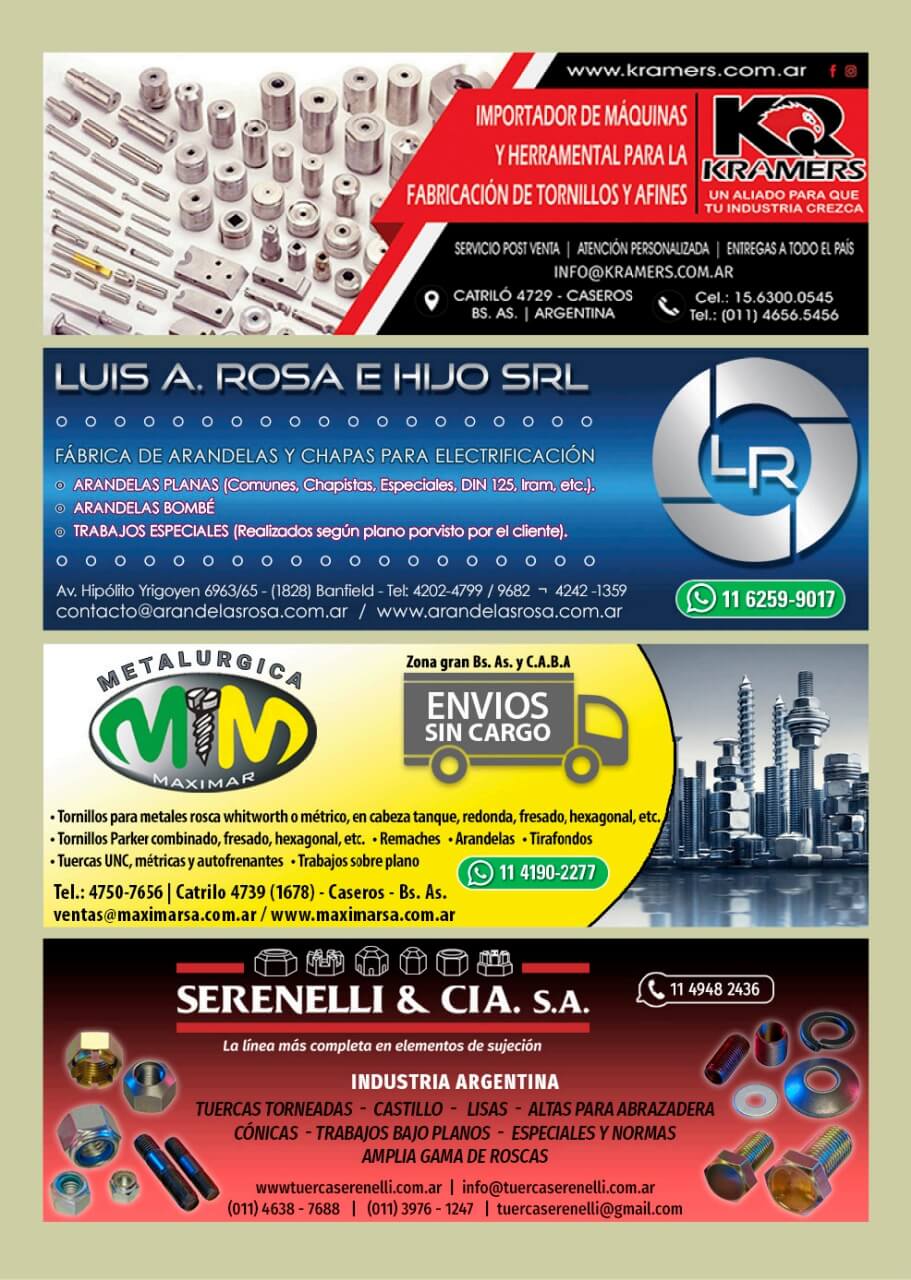 www.kramers.com.ar
IMPORTADOR DE MÁQUINAS
Y HERRAMENTAL PARA LA
FABRICACIÓN DE TORNILLOS Y AFINES
KR
KRAMERS
UN ALIADO PARA QUE
TU INDUSTRIA CREZCA
SERVICIO POST VENTA | ATENCIÓN PERSONALIZADA | ENTREGAS A TODO EL PAÍS
INFO@KRAMERS.COM.AR
CATRILÓ 4729 - CASEROS
BS. AS. | ARGENTINA
Cel.: 15.6300.0545
Tel.: (011) 4656.5456
LUIS A. ROSA E HIJO SRL
FÁBRICA DE ARANDELAS Y CHAPAS PARA ELECTRIFICACIÓN
ARANDELAS PLANAS (Comunes, Chapistas, Especiales, DIN 125, Iram, etc.).
ARANDELAS BOMBÉ
TRABAJOS ESPECIALES (Realizados según plano porvisto por el cliente).
LR
Av. Hipólito Yrigoyen 6963/65 - (1828) Banfield - Tel: 4202-4799 / 9682 ¬ 4242 -1359
contacto@arandelasrosa.com.ar / www.arandelasrosa.com.ar
11 6259-9017
METALURGICA
MM
MAXIMAR
Zona gran Bs. As. y C.A.B.A
ENVIOS
SIN CARGO
• Tornillos para metales rosca whitworth o métrico, en cabeza tanque, redonda, fresado, hexagonal, etc.
• Tornillos Parker combinado, fresado, hexagonal, etc. • Remaches • Arandelas • Tirafondos
• Tuercas UNC, métricas y autofrenantes • Trabajos sobre plano
11 4190-2277
Tel.: 4750-7656 | Catrilo 4739 (1678) - Caseros - Bs. As.
ventas@maximarsa.com.ar / www.maximarsa.com.ar
SERENELLI & CIA. S.A.
11 4948 2436
La línea más completa en elementos de sujeción
INDUSTRIA ARGENTINA
TUERCAS TORNEADAS - CASTILLO - LISAS - ALTAS PARA ABRAZADERA
CÓNICAS - TRABAJOS BAJO PLANOS - ESPECIALES Y NORMAS
AMPLIA GAMA DE ROSCAS
wwwtuercaserenelli.com.ar | info@tuercaserenelli.com.ar
(011) 4638 - 7688 | (011) 3976 - 1247 | tuercaserenelli@gmail.com